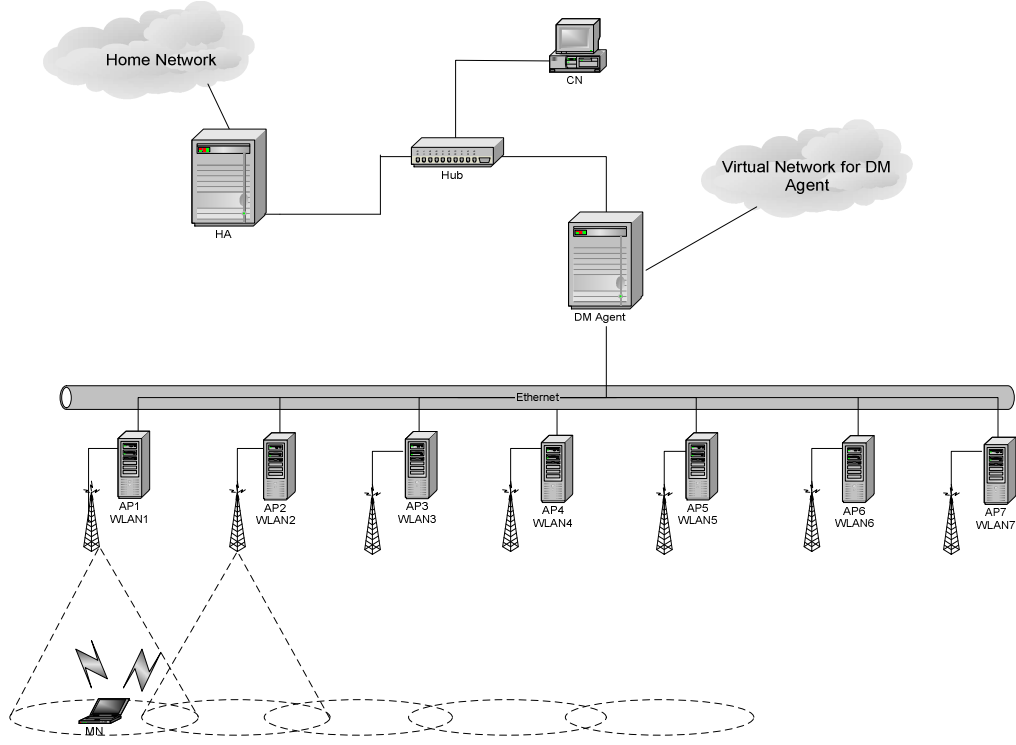 Home Network
CN
Hub
Virtual Network for DM
Agent
HA
DM Agent
Ethernet
AP1
WLAN1
AP2
WLAN2
AP3
WLAN3
AP4
WLAN4
AP5
WLAN5
AP6
WLAN6
AP7
WLAN7
MN